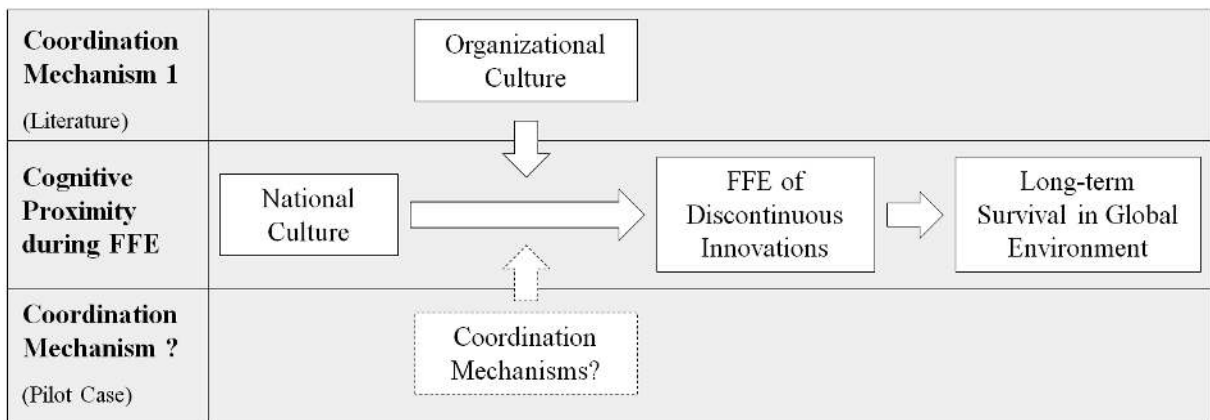 Coordination
Mechanism 1
(Literature)
Organizational
Culture
Cognitive
Proximity
during FFE
National
Culture
FFE of
Discontinuous
Innovations
Long-term
Survival in Global
Environment
Coordination
Mechanism ?
(Pilot Case)
Coordination
Mechanisms?